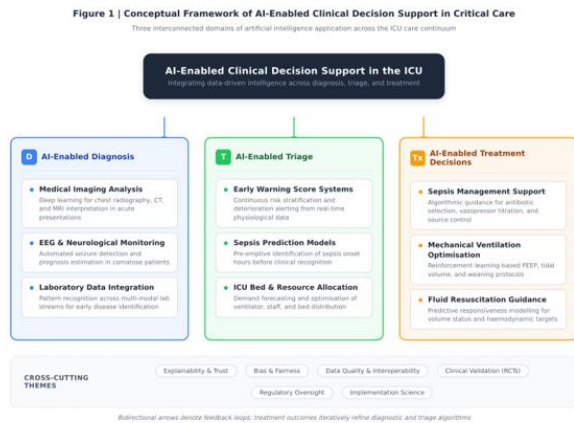 Figure 1 | Conceptual Framework of AI-Enabled Clinical Decision Support in Critical Care
Three interconnected domains of artificial intelligence application across the ICU care continuum
AI-Enabled Clinical Decision Support in the ICU
Integrating data-driven intelligence across diagnosis, triage, and treatment
D
AI-Enabled Diagnosis
Medical Imaging Analysis
Deep learning for chest radiography, CT,
and MRI interpretation in acute
presentations
EEG & Neurological Monitoring
Automated seizure detection and
prognosis estimation in comatose patients
Laboratory Data Integration
Pattern recognition across multi-modal lab
streams for early disease identification
T
AI-Enabled Triage
Early Warning Score Systems
Continuous risk stratification and
deterioration alerting from real-time
physiological data
Sepsis Prediction Models
Pre-emptive identification of sepsis onset
hours before clinical recognition
ICU Bed & Resource Allocation
Demand forecasting and optimisation of
ventilator, staff, and bed distribution
Tx
AI-Enabled Treatment
Decisions
Sepsis Management Support
Algorithmic guidance for antibiotic
selection, vasopressor titration, and
source control
Mechanical Ventilation
Optimisation
Reinforcement learning-based PEEP, tidal
volume, and weaning protocols
Fluid Resuscitation Guidance
Predictive responsiveness modelling for
volume status and haemodynamic targets
CROSS-CUTTING
THEMES
Explainability & Trust
Bias & Fairness
Data Quality & Interoperability
Clinical Validation (RCTs)
Regulatory Oversight
Implementation Science
Bidirectional arrows denote feedback loops: treatment outcomes iteratively refine diagnostic and triage algorithms